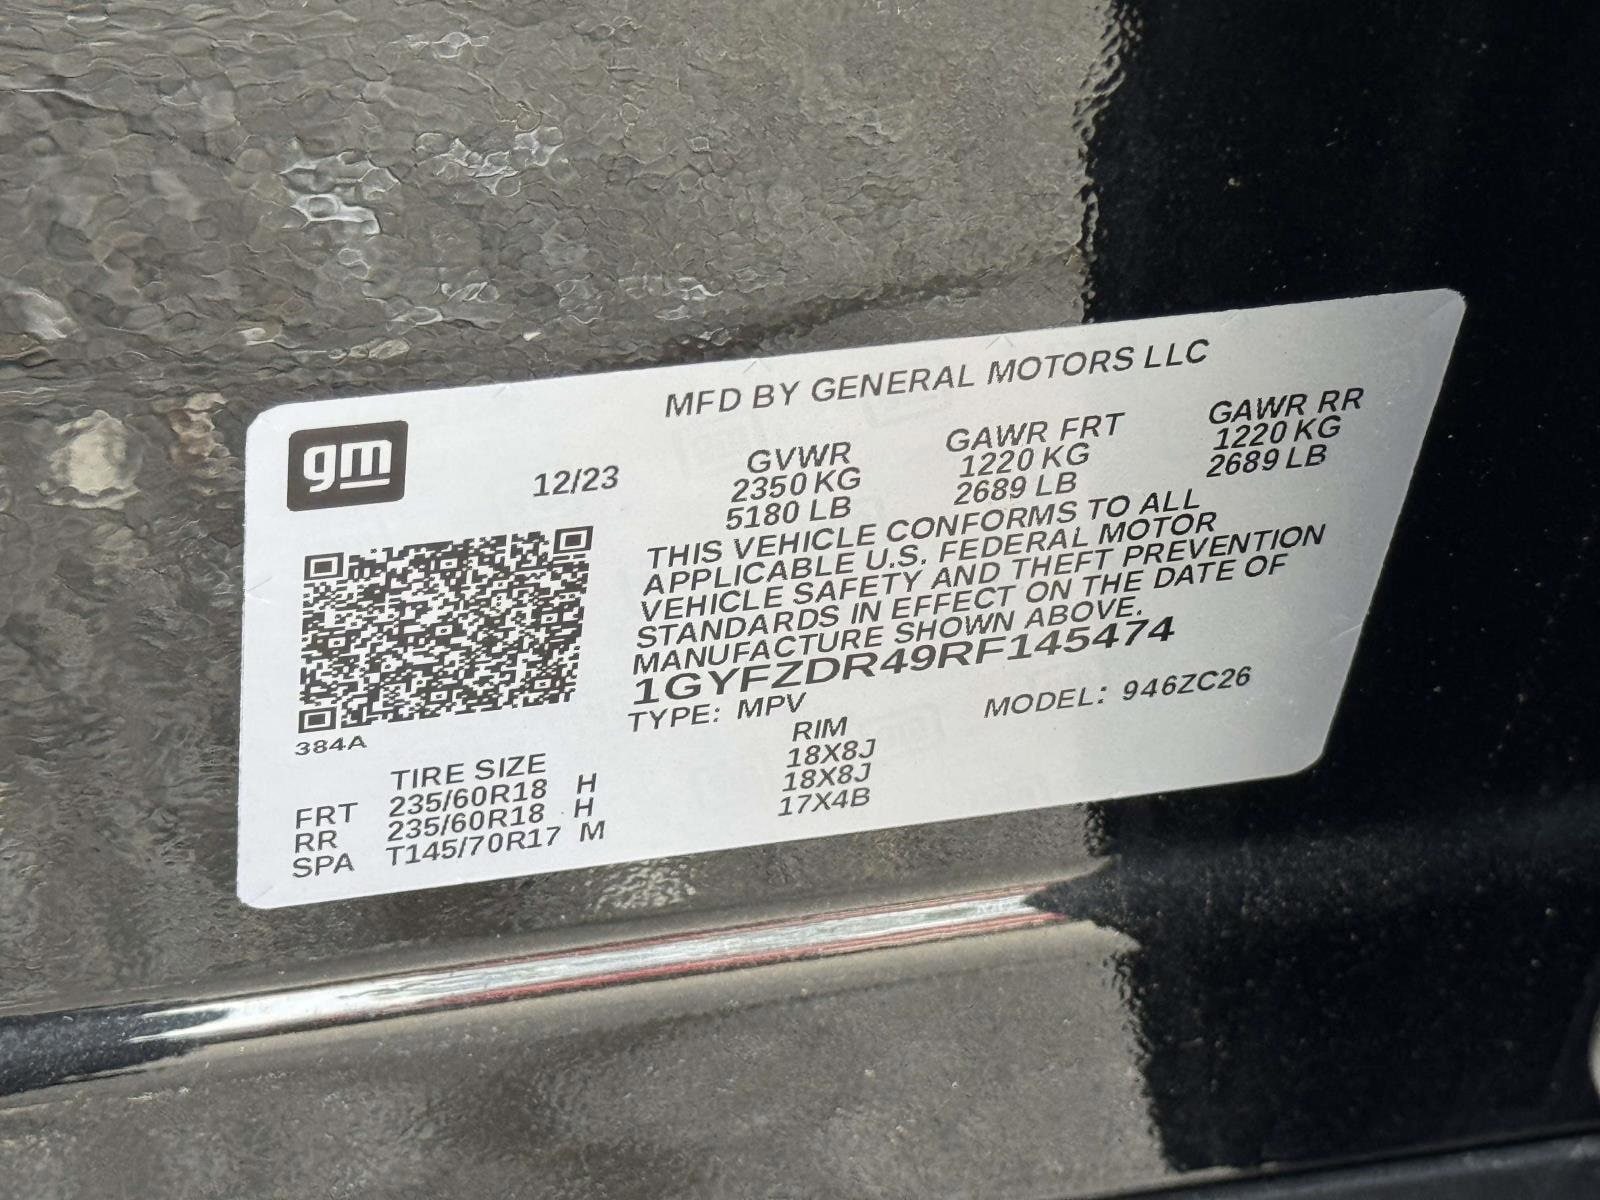 MFD BY GENERAL MOTORS LLC
gm
12/23
GVWR GAWR FRT GAWR RR
2350 KG 1220 KG 1220 KG
5180 LB 2689 LB 2689 LB
THIS VEHICLE CONFORMS TO ALL
APPLICABLE U.S. FEDERAL MOTOR
VEHICLE SAFETY AND THEFT PREVENTION
STANDARDS IN EFFECT ON THE DATE OF
MANUFACTURE SHOWN ABOVE.
1GYFZDR49RF145474
TYPE: MPV MODEL: 946ZC26
384A
TIRE SIZE RIM
FRT 235/60R18 H 18X8J
RR 235/60R18 H 18X8J
SPA T145/70R17 M 17X4B